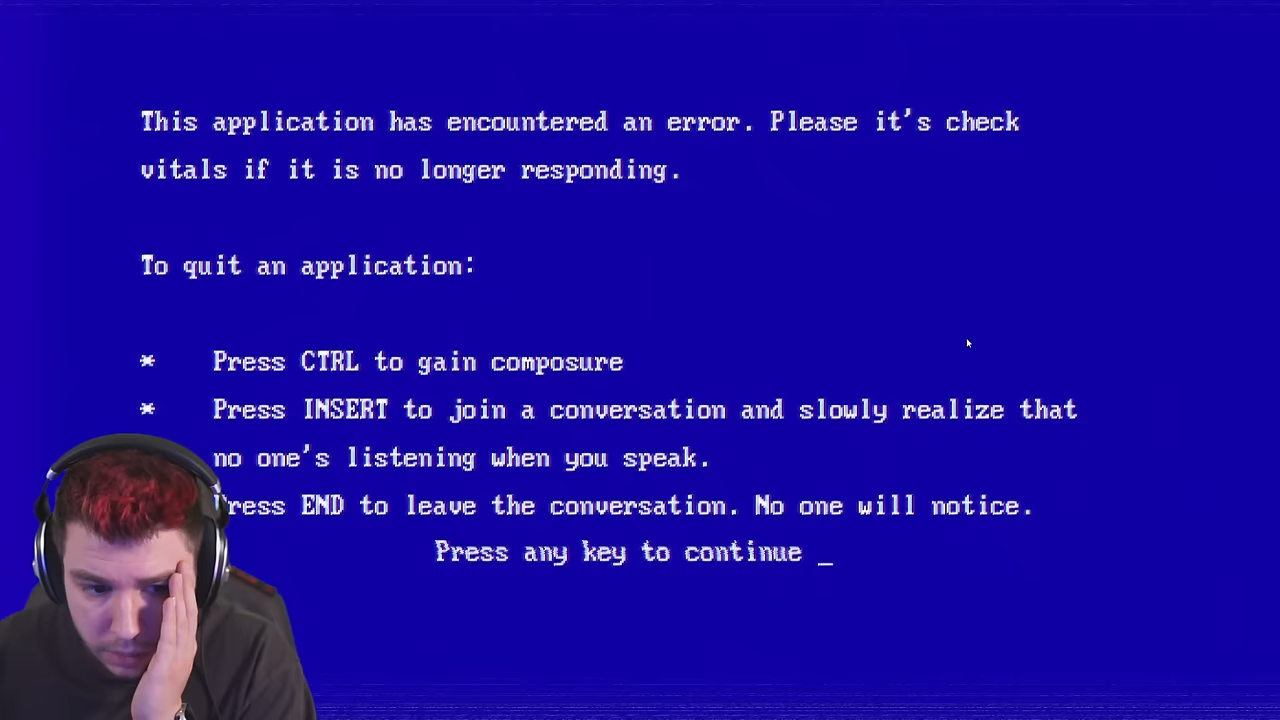 This application has encountered an error. Please it's check
vitals if it is no longer responding.
To quit an application:
* Press CTRL to gain composure
* Press INSERT to join a conversation and slowly realize that
no one's listening when you speak.
Press END to leave the conversation. No one will notice.
Press any key to continue _